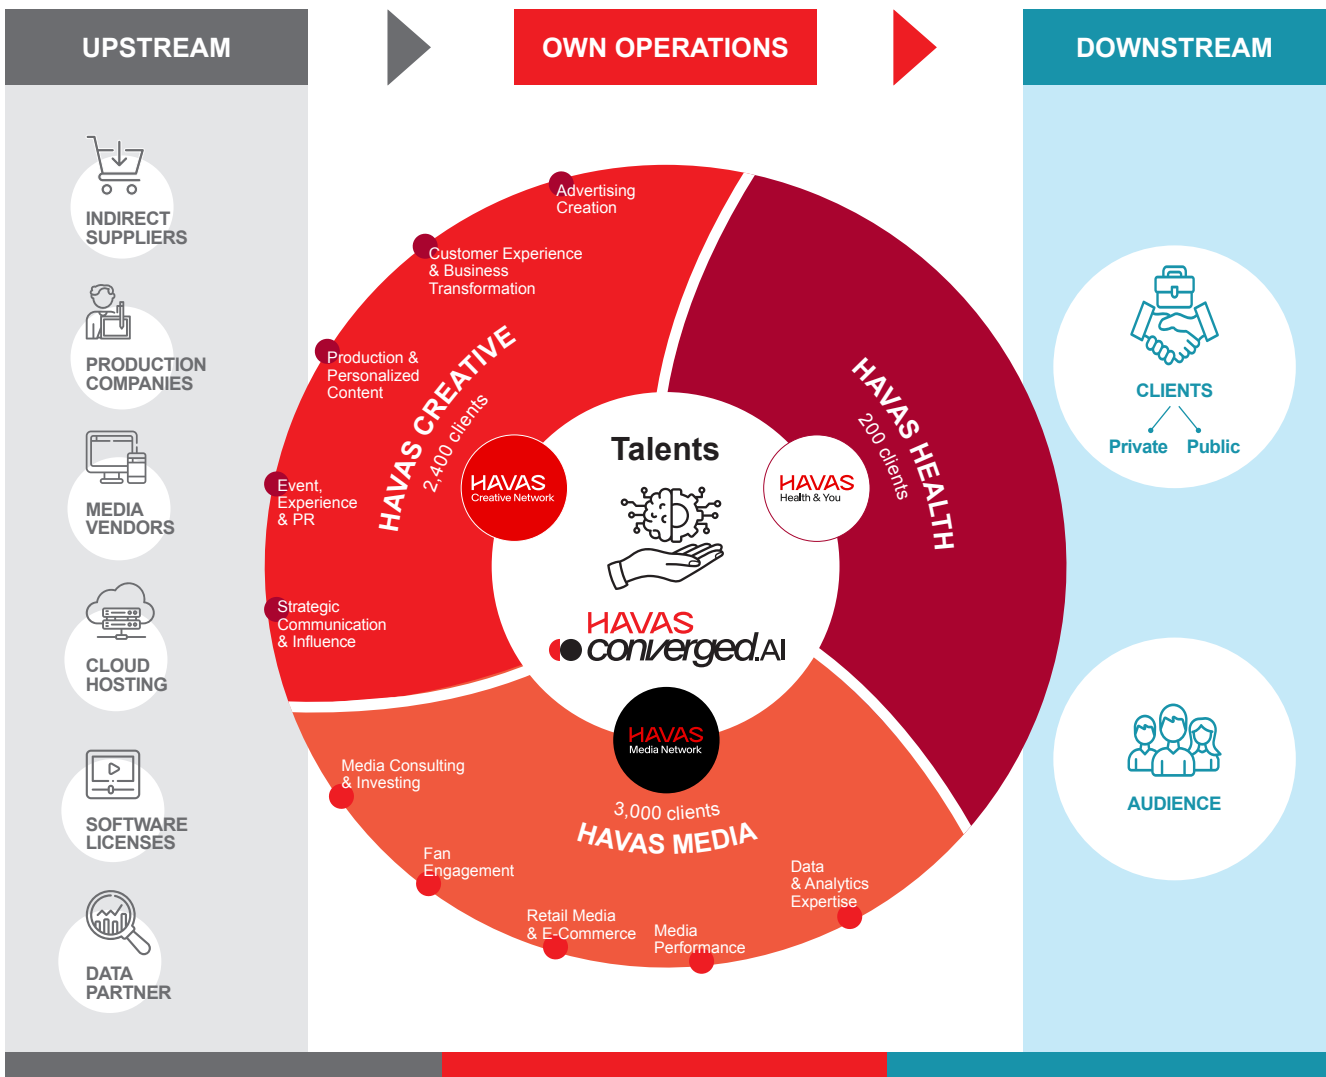 UPSTREAM
OWN OPERATIONS
DOWNSTREAM
INDIRECT
SUPPLIERS
PRODUCTION
COMPANIES
MEDIA
VENDORS
CLOUD
HOSTING
SOFTWARE
LICENSES
DATA
PARTNER
Advertising
Creation
Customer Experience
& Business
Transformation
Production &
Personalized
Content
Event,
Experience
& PR
Strategic
Communication
& Influence
HAVAS CREATIVE
2,400 clients
HAVAS
Creative Network
Talents
HAVAS
converged.AI
HAVAS
Health & You
HAVAS HEALTH
200 clients
HAVAS
Media Network
3,000 clients
HAVAS MEDIA
Media Consulting
& Investing
Fan
Engagement
Retail Media
& E-Commerce
Media
Performance
Data
& Analytics
Expertise
CLIENTS
Private Public
AUDIENCE